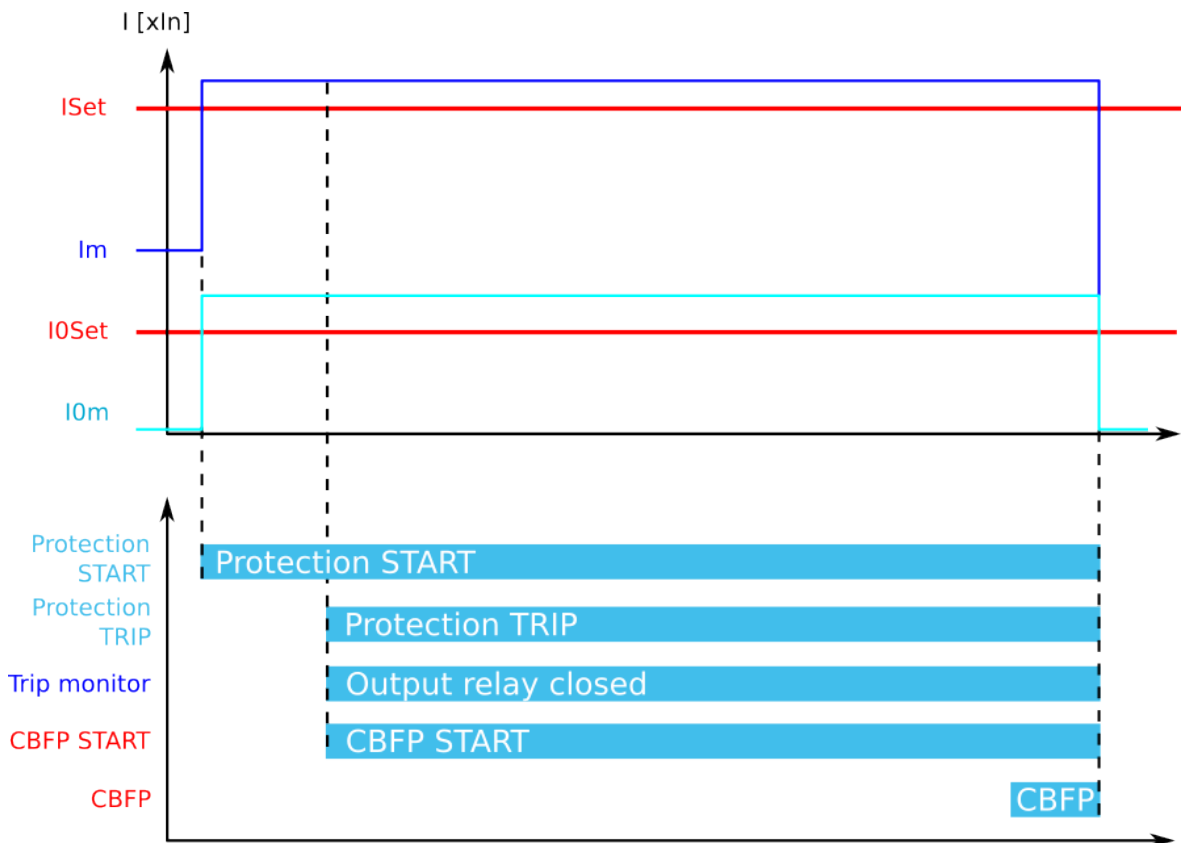 I [xIn]
ISet
Im
I0Set
I0m
Protection
START
Protection START
Protection
TRIP
Protection TRIP
Trip monitor
Output relay closed
CBFP START
CBFP START
CBFP
CBFP